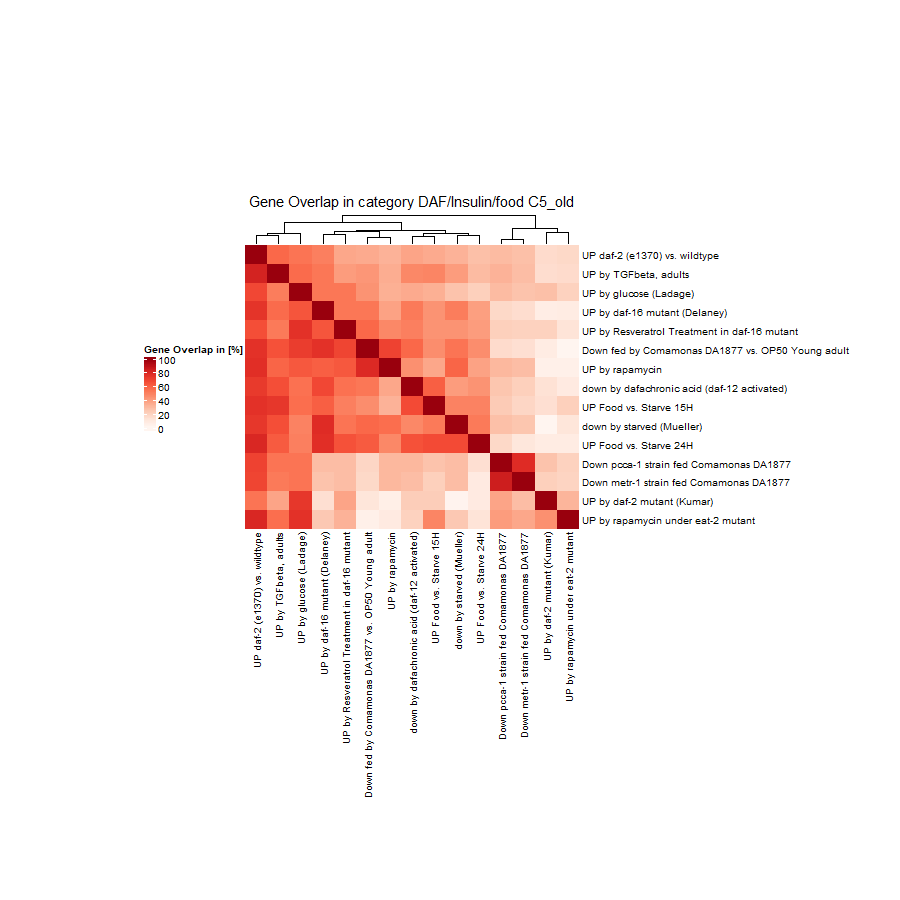 Gene Overlap in category DAF/Insulin/food C5_old
UP daf-2 (e1370) vs. wildtype
UP by TGFbeta, adults
UP by glucose (Ladage)
UP by daf-16 mutant (Delaney)
UP by Resveratrol Treatment in daf-16 mutant
Down fed by Comamonas DA1877 vs. OP50 Young adult
UP by rapamycin
down by dafachronic acid (daf-12 activated)
UP Food vs. Starve 15H
down by starved (Mueller)
UP Food vs. Starve 24H
Down pcca-1 strain fed Comamonas DA1877
Down metr-1 strain fed Comamonas DA1877
UP by daf-2 mutant (Kumar)
UP by rapamycin under eat-2 mutant
Gene Overlap in [%]
100
80
60
40
20
0
UP daf-2 (e1370) vs. wildtype
UP by TGFbeta, adults
UP by glucose (Ladage)
UP by daf-16 mutant (Delaney)
UP by Resveratrol Treatment in daf-16 mutant
Down fed by Comamonas DA1877 vs. OP50 Young adult
UP by rapamycin
down by dafachronic acid (daf-12 activated)
UP Food vs. Starve 15H
down by starved (Mueller)
UP Food vs. Starve 24H
Down pcca-1 strain fed Comamonas DA1877
Down metr-1 strain fed Comamonas DA1877
UP by daf-2 mutant (Kumar)
UP by rapamycin under eat-2 mutant